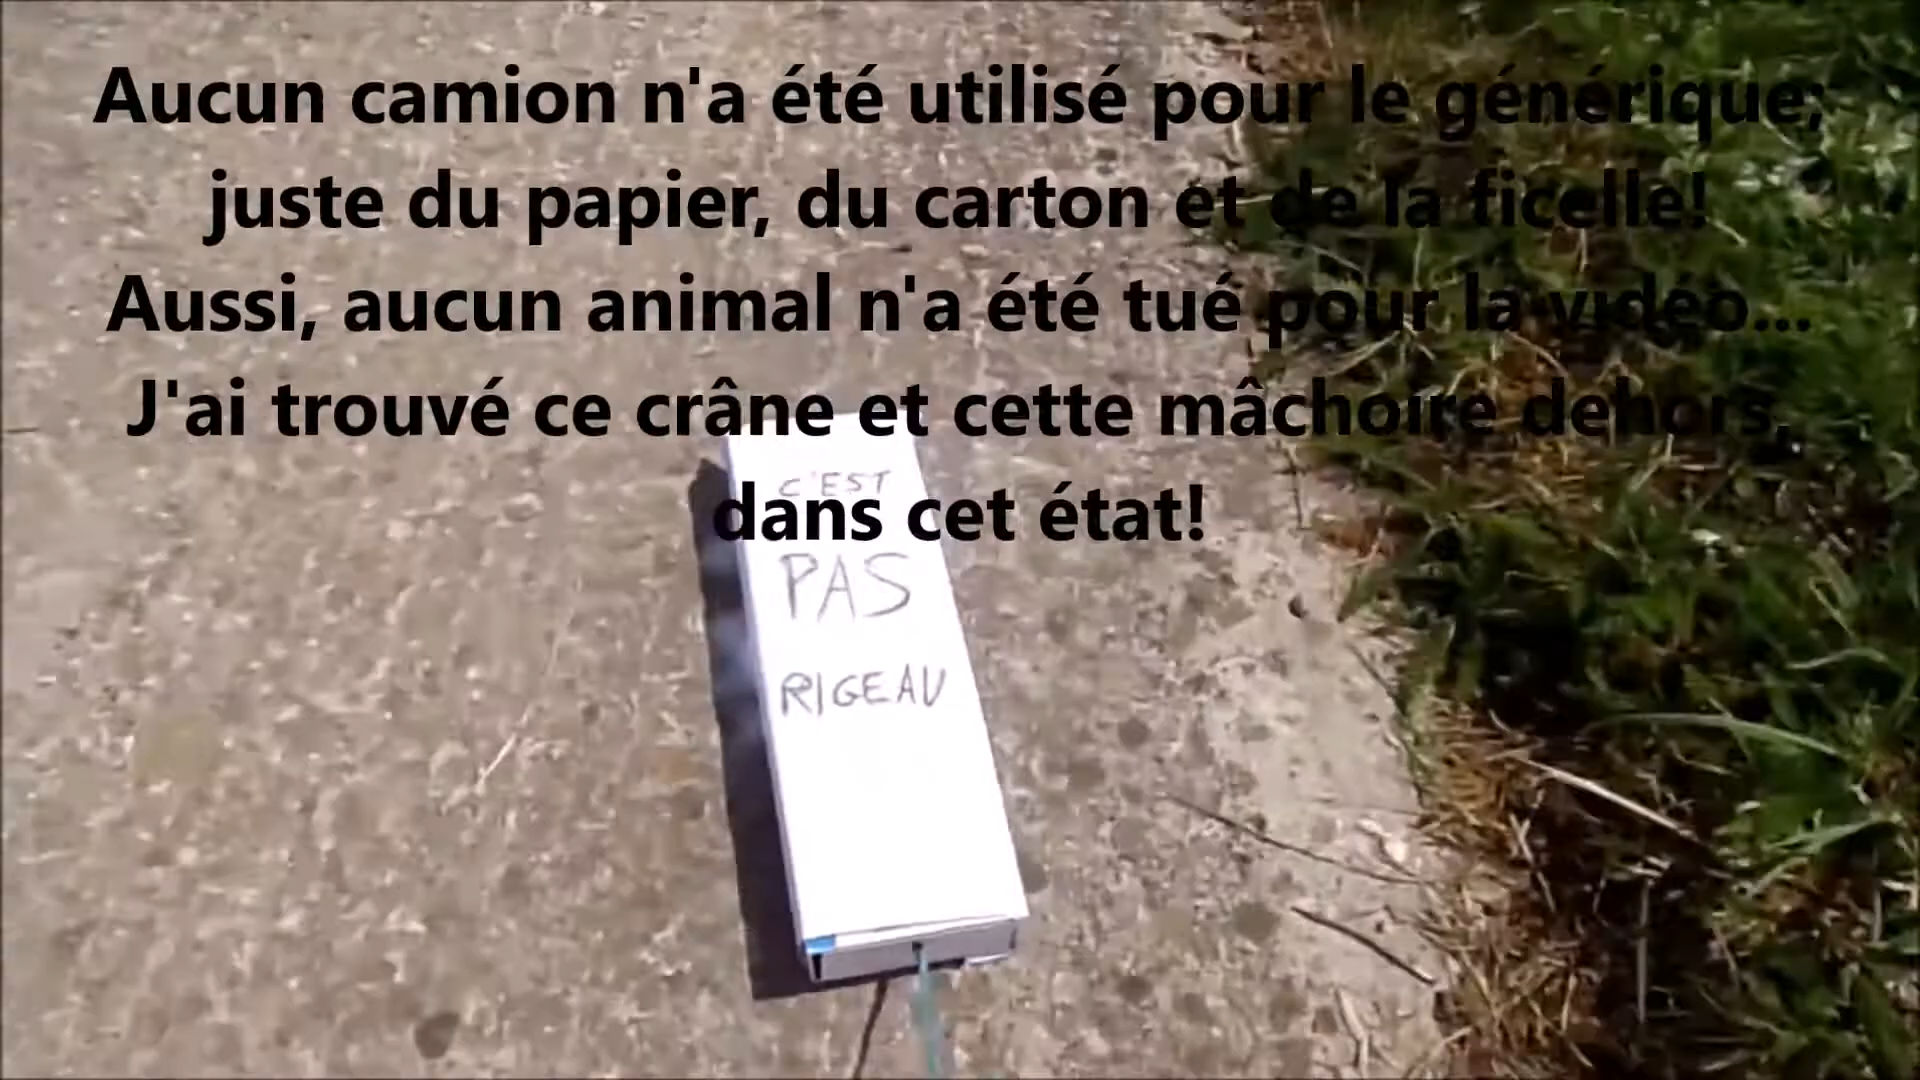 Aucun camion n'a été utilisé pour le générique;
juste du papier, du carton et de la ficelle!
Aussi, aucun animal n'a été tué pour la vidéo...
J'ai trouvé ce crâne et cette mâchoire dehors,
dans cet état!
C'EST
PAS
RIGEAU